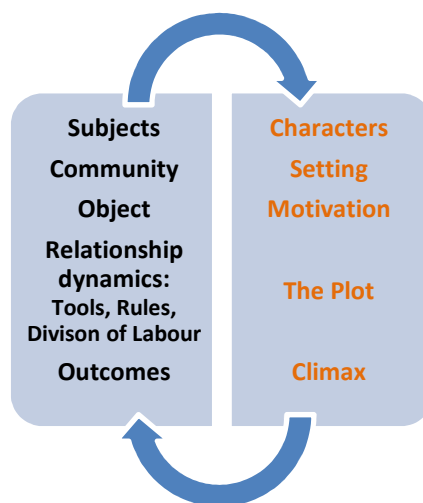 Subjects
Community
Object
Relationship
dynamics:
Tools, Rules,
Divison of Labour
Outcomes
Characters
Setting
Motivation
The Plot
Climax